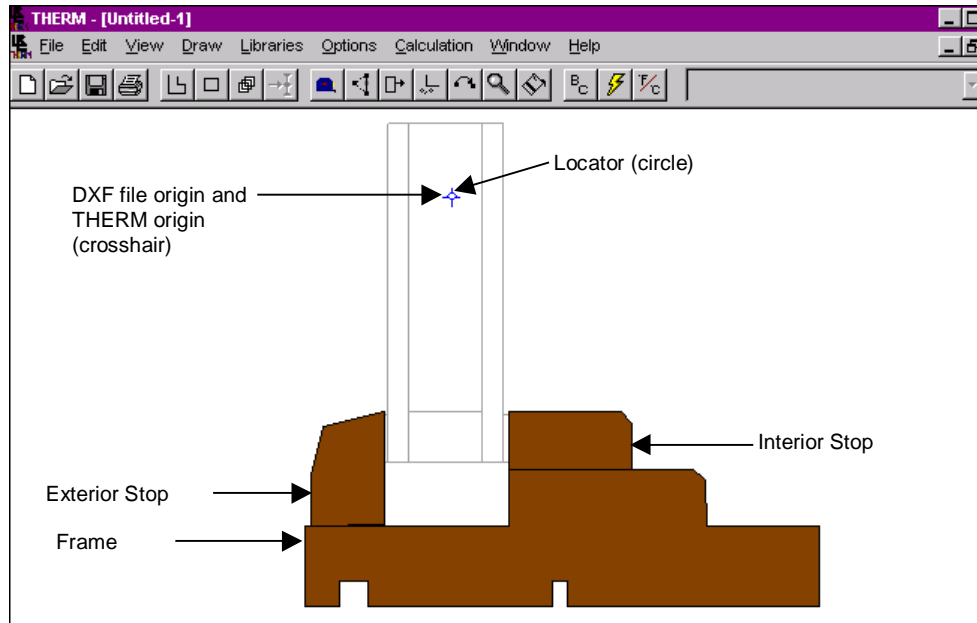 THERM - [Untitled-1]
File Edit View Draw Libraries Options Calculation Window Help
B C °F/C
Locator (circle)
DXF file origin and
THERM origin
(crosshair)
Interior Stop
Exterior Stop
Frame